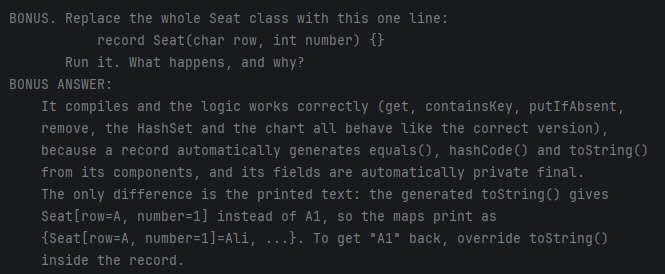 BONUS. Replace the whole Seat class with this one line:
record Seat(char row, int number) {}
Run it. What happens, and why?
BONUS ANSWER:
It compiles and the logic works correctly (get, containsKey, putIfAbsent,
remove, the HashSet and the chart all behave like the correct version),
because a record automatically generates equals(), hashCode() and toString()
from its components, and its fields are automatically private final.
The only difference is the printed text: the generated toString() gives
Seat[row=A, number=1] instead of A1, so the maps print as
{Seat[row=A, number=1]=Ali, ...}. To get "A1" back, override toString()
inside the record.